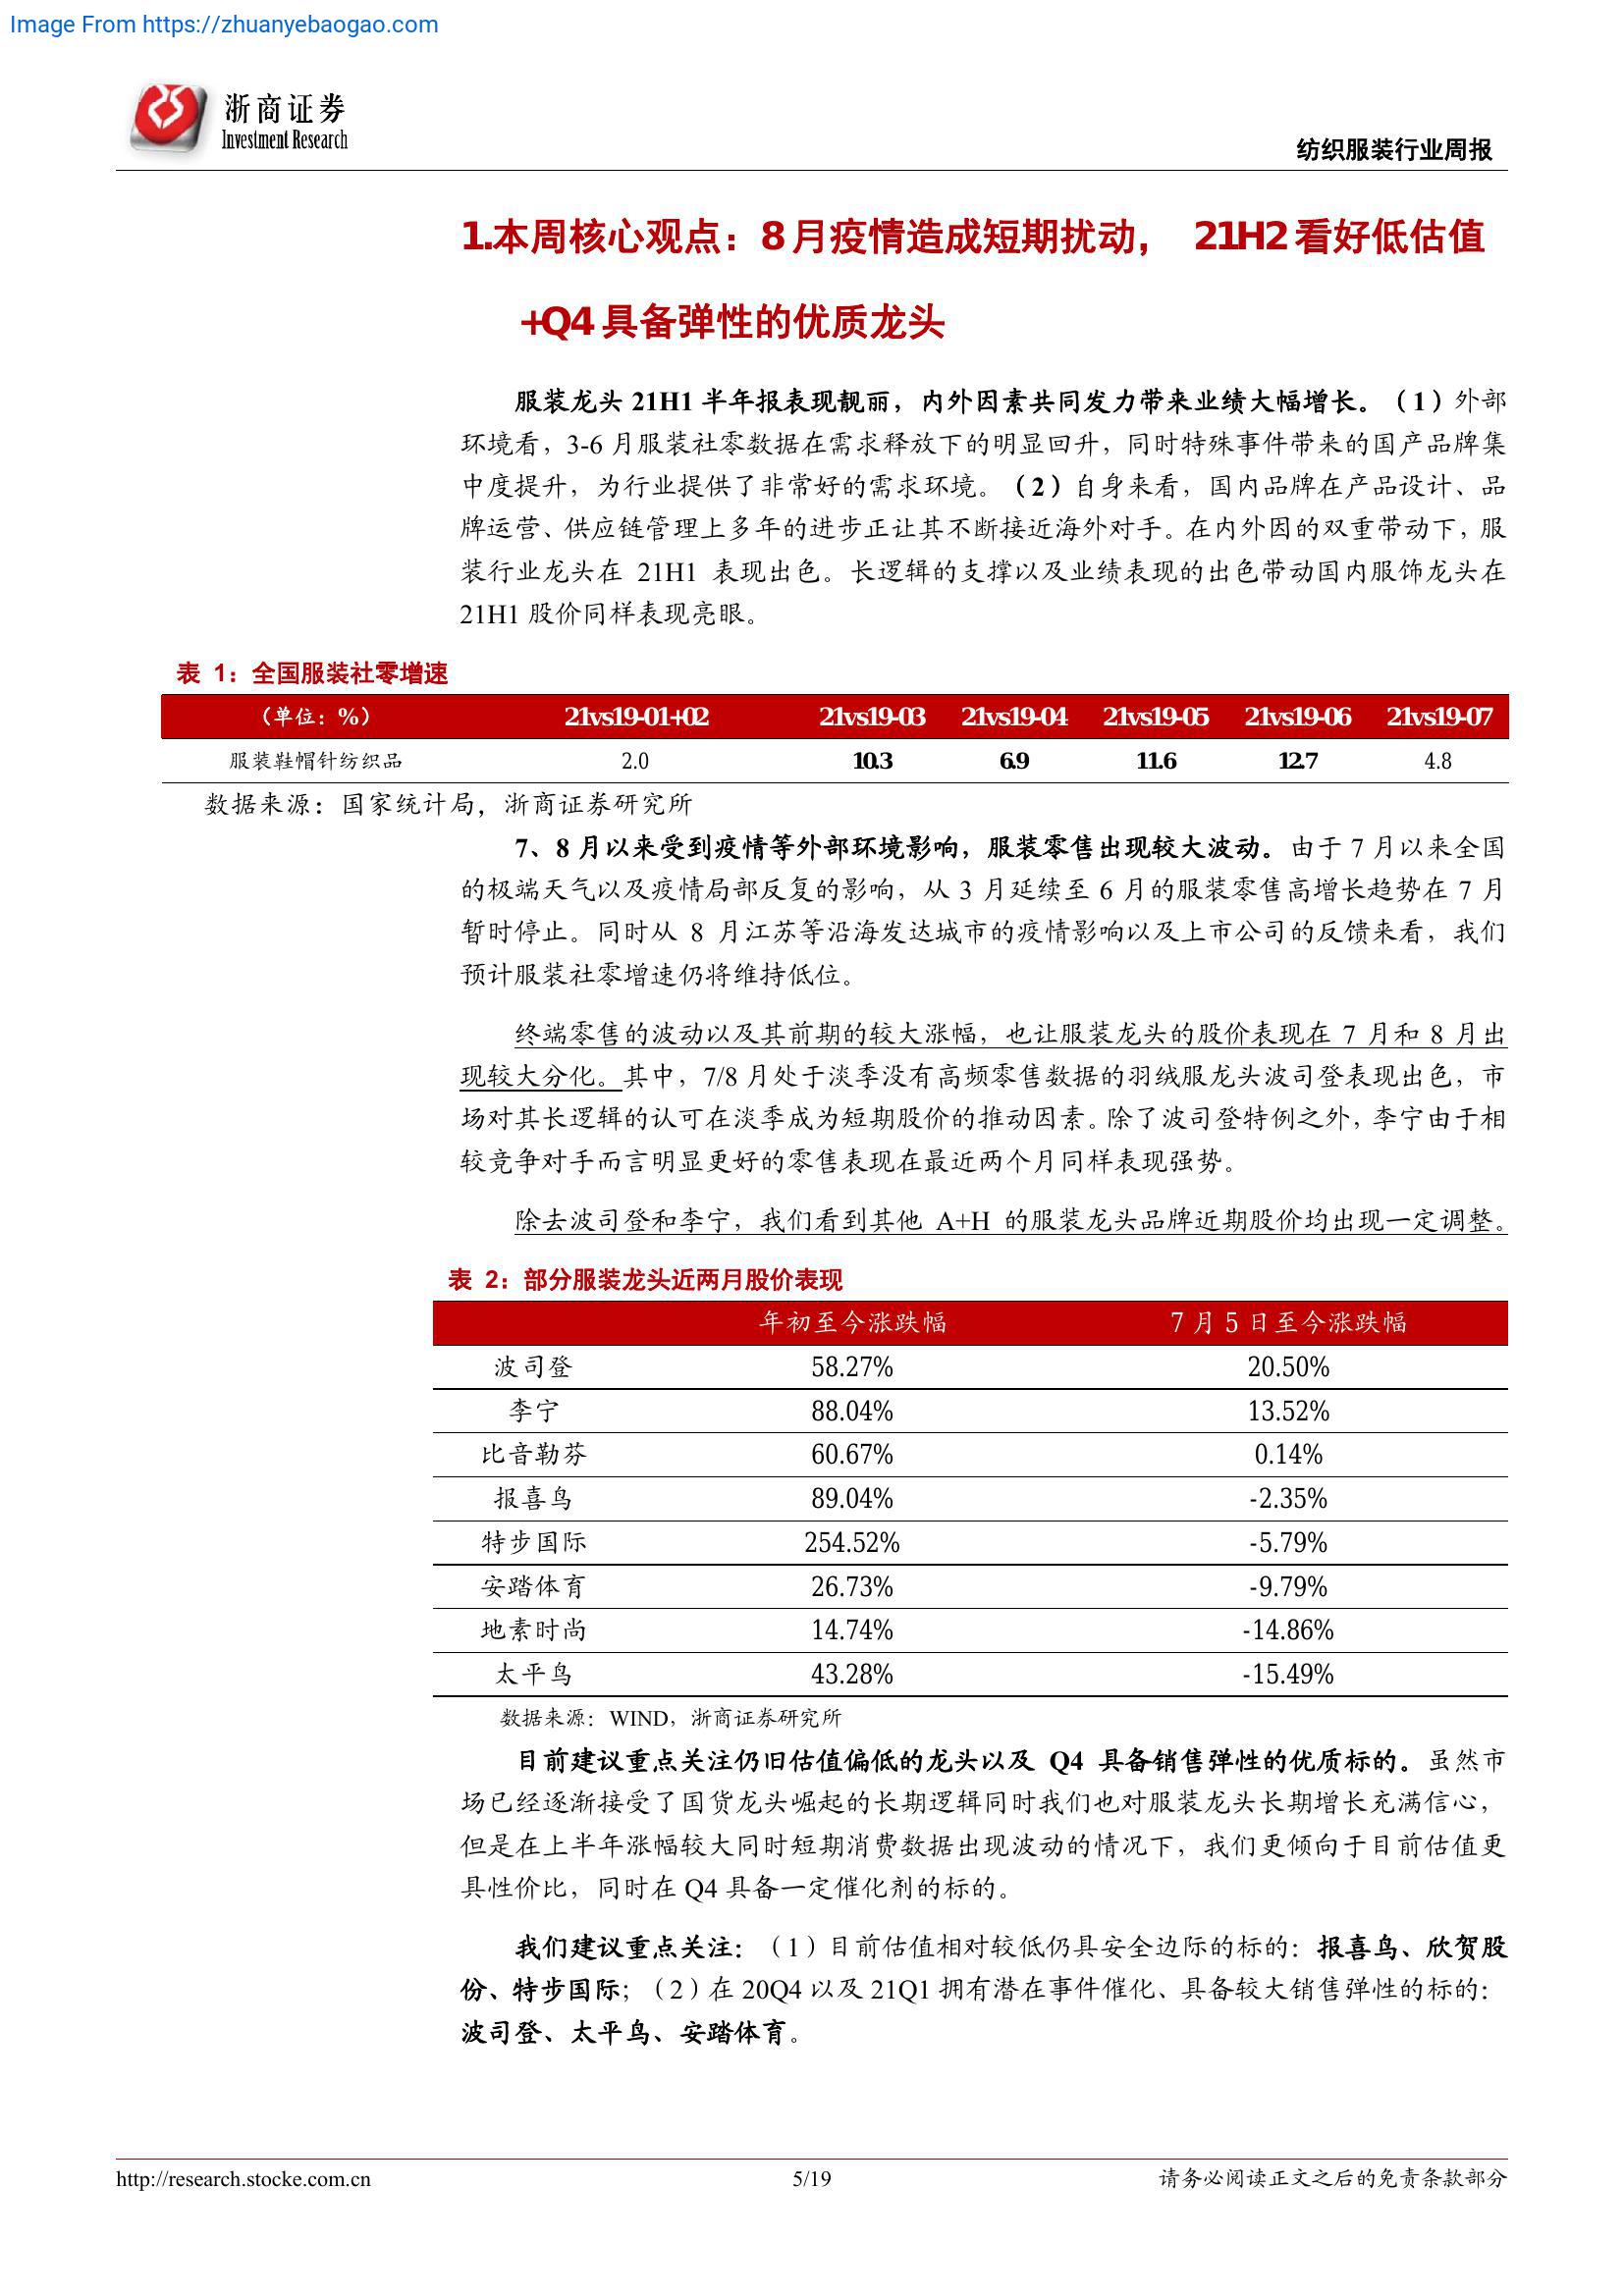 Image From https://zhuanyebaogao.com
浙商证券
Investment Research
纺织服装行业周报
1.本周核心观点：8月疫情造成短期扰动， 21H2看好低估值
+Q4具备弹性的优质龙头
服装龙头 21H1 半年报表现靓丽，内外因素共同发力带来业绩大幅增长。（1）外部
环境看，3-6 月服装社零数据在需求释放下的明显回升，同时特殊事件带来的国产品牌集
中度提升，为行业提供了非常好的需求环境。（2）自身来看，国内品牌在产品设计、品
牌运营、供应链管理上多年的进步正让其不断接近海外对手。在内外因的双重带动下，服
装行业龙头在 21H1 表现出色。长逻辑的支撑以及业绩表现的出色带动国内服饰龙头在
21H1 股价同样表现亮眼。
表 1：全国服装社零增速
（单位：%） 21vs19-01+02 21vs19-03 21vs19-04 21vs19-05 21vs19-06 21vs19-07
服装鞋帽针纺织品 2.0 10.3 6.9 11.6 12.7 4.8
数据来源：国家统计局，浙商证券研究所
7、8 月以来受到疫情等外部环境影响，服装零售出现较大波动。由于 7 月以来全国
的极端天气以及疫情局部反复的影响，从 3 月延续至 6 月的服装零售高增长趋势在 7 月
暂时停止。同时从 8 月江苏等沿海发达城市的疫情影响以及上市公司的反馈来看，我们
预计服装社零增速仍将维持低位。
终端零售的波动以及其前期的较大涨幅，也让服装龙头的股价表现在 7 月和 8 月出
现较大分化。其中，7/8 月处于淡季没有高频零售数据的羽绒服龙头波司登表现出色，市
场对其长逻辑的认可在淡季成为短期股价的推动因素。除了波司登特例之外，李宁由于相
较竞争对手而言明显更好的零售表现在最近两个月同样表现强势。
除去波司登和李宁，我们看到其他 A+H 的服装龙头品牌近期股价均出现一定调整。
表 2：部分服装龙头近两月股价表现
年初至今涨跌幅 7 月 5 日至今涨跌幅
波司登 58.27% 20.50%
李宁 88.04% 13.52%
比音勒芬 60.67% 0.14%
报喜鸟 89.04% -2.35%
特步国际 254.52% -5.79%
安踏体育 26.73% -9.79%
地素时尚 14.74% -14.86%
太平鸟 43.28% -15.49%
数据来源：WIND，浙商证券研究所
目前建议重点关注仍旧估值偏低的龙头以及 Q4 具备销售弹性的优质标的。虽然市
场已经逐渐接受了国货龙头崛起的长期逻辑同时我们也对服装龙头长期增长充满信心，
但是在上半年涨幅较大同时短期消费数据出现波动的情况下，我们更倾向于目前估值更
具性价比，同时在 Q4 具备一定催化剂的标的。
我们建议重点关注：（1）目前估值相对较低仍具安全边际的标的：报喜鸟、欣贺股
份、特步国际；（2）在 20Q4 以及 21Q1 拥有潜在事件催化、具备较大销售弹性的标的：
波司登、太平鸟、安踏体育。
http://research.stocke.com.cn 5/19 请务必阅读正文之后的免责条款部分